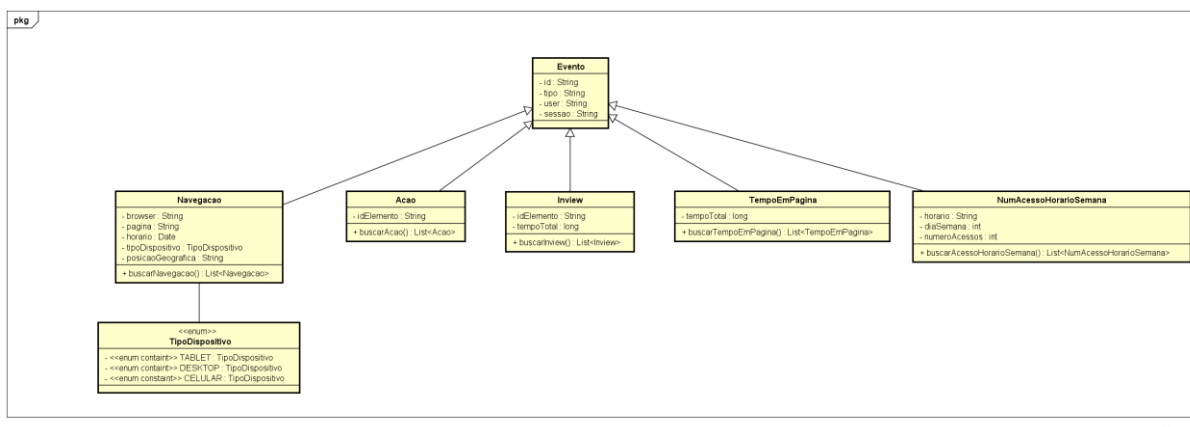 pkg
Evento
- id : String
- tipo : String
- user : String
- sessao : String
Navegacao
- browser : String
- pagina : String
- horario : Date
- tipoDispositivo : TipoDispositivo
- posicaoGeografica : String
+ buscarNavegacao() : List<Navegacao>
Acao
- idElemento : String
+ buscarAcao() : List<Acao>
Inview
- idElemento : String
- tempoTotal : long
+ buscarInview() : List<Inview>
TempoEmPagina
- tempoTotal : long
+ buscarTempoEmPagina() : List<TempoEmPagina>
NumAcessoHorarioSemana
- horario : String
- diaSemana : int
- numeroAcessos : int
+ buscarAcessoHorarioSemana() : List<NumAcessoHorarioSemana>
<<enum>>
TipoDispositivo
- <<enum containt>> TABLET : TipoDispositivo
- <<enum containt>> DESKTOP : TipoDispositivo
- <<enum constaint>> CELULAR : TipoDispositivo